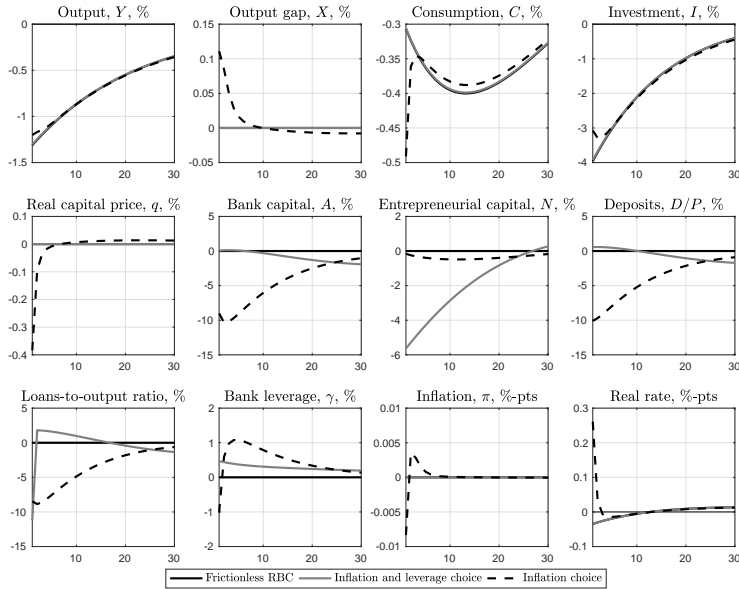 Output, Y, %
Output gap, X, %
Consumption, C, %
Investment, I, %
0
-0.5
-1
-1.5
10 20 30
0.15
0.1
0.05
0
0.05
10 20 30
-0.3
-0.35
-0.4
-0.45
-0.5
10 20 30
0
-1
-2
-3
-4
10 20 30
Real capital price, q, %
Bank capital, A, %
Entrepreneurial capital, N, %
Deposits, D/P, %
0.1
0
-0.1
-0.2
-0.3
-0.4
10 20 30
5
0
-5
-10
-15
10 20 30
2
0
-2
-4
-6
10 20 30
5
0
-5
-10
-15
10 20 30
Loans-to-output ratio, %
Bank leverage, γ, %
Inflation, π, %-pts
Real rate, %-pts
5
0
-5
-10
-15
10 20 30
2
1
0
1
-2
10 20 30
0.01
0.005
0
-0.005
-0.01
10 20 30
0.3
0.2
0.1
0
-0.1
10 20 30
Frictionless RBC Inflation and leverage choice Inflation choice